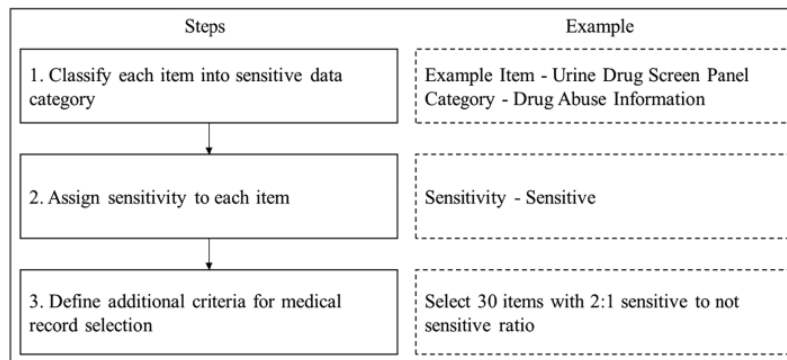 Steps
Example
1. Classify each item into sensitive data
category
Example Item - Urine Drug Screen Panel
Category - Drug Abuse Information
2. Assign sensitivity to each item
Sensitivity - Sensitive
3. Define additional criteria for medical
record selection
Select 30 items with 2:1 sensitive to not
sensitive ratio